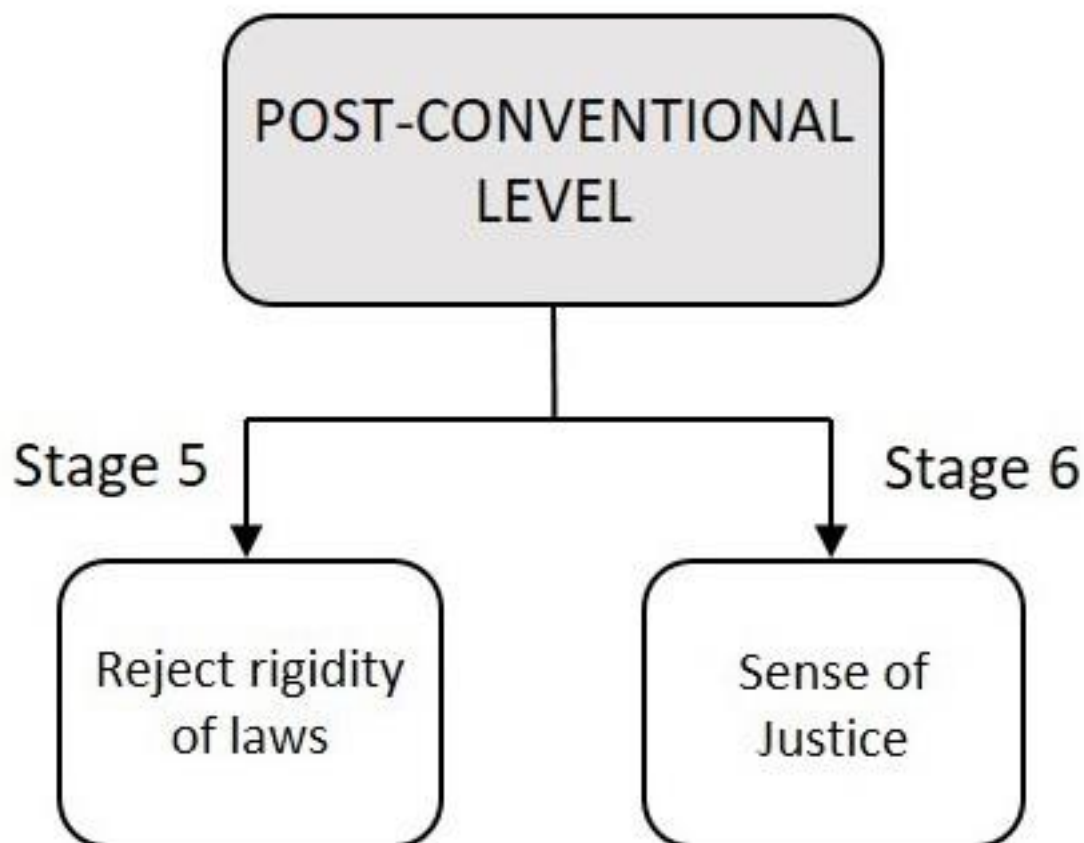 POST-CONVENTIONAL
LEVEL
Stage 5
Stage 6
Reject rigidity
of laws
Sense of
Justice